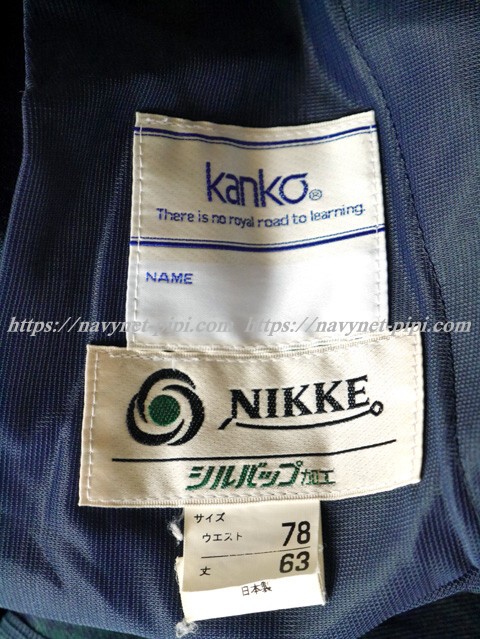 kanko®
There is no royal road to learning.
NAME
https://navynet-pipi.com https://navynet-pipi.com
NIKKE
シルバップ加工
サイズ
ウエスト 78
丈 63
日本製